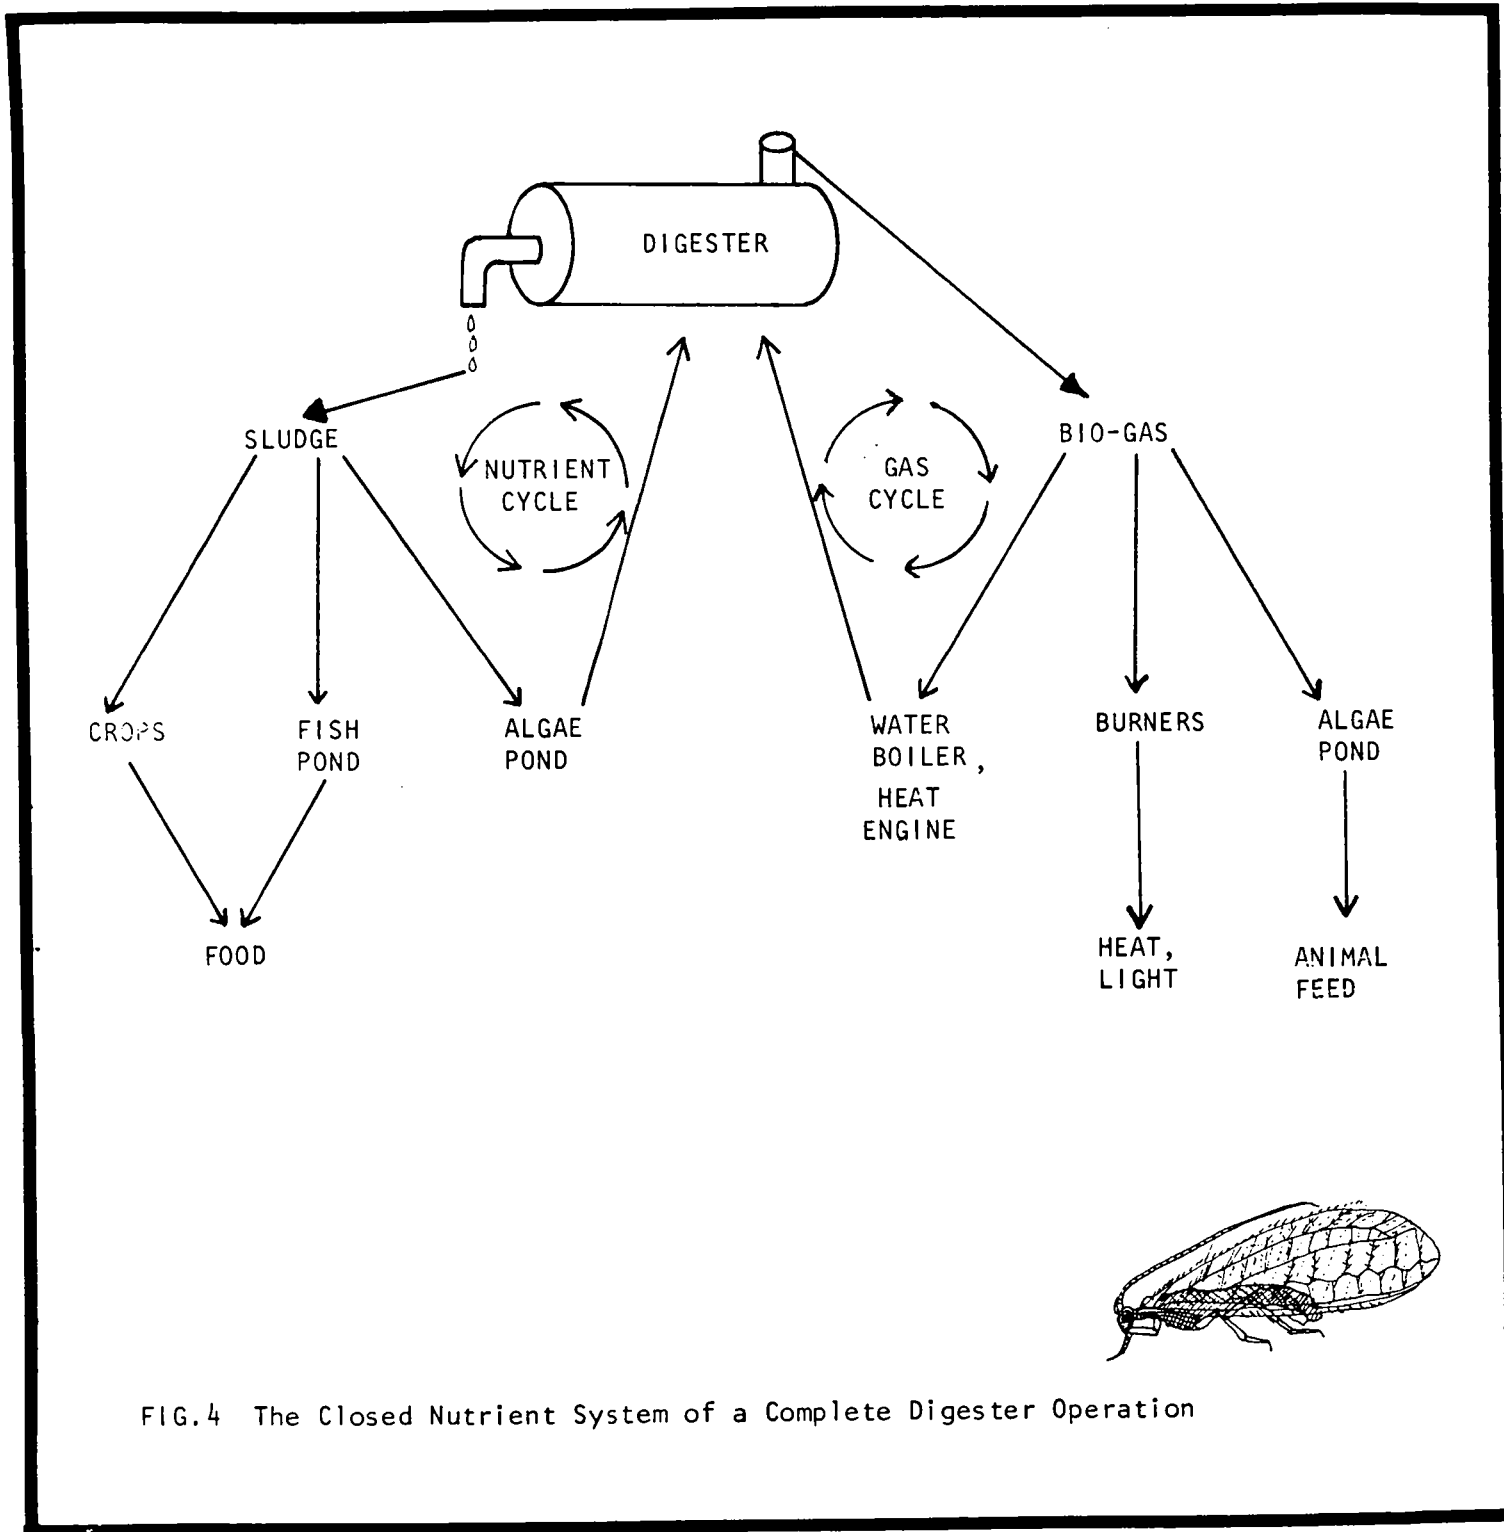 DIGESTER
SLUDGE
NUTRIENT
CYCLE
GAS
CYCLE
BIO-GAS
CROPS
FISH
POND
ALGAE
POND
WATER
BOILER,
HEAT
ENGINE
BURNERS
ALGAE
POND
FOOD
HEAT,
LIGHT
ANIMAL
FEED
FIG.4 The Closed Nutrient System of a Complete Digester Operation